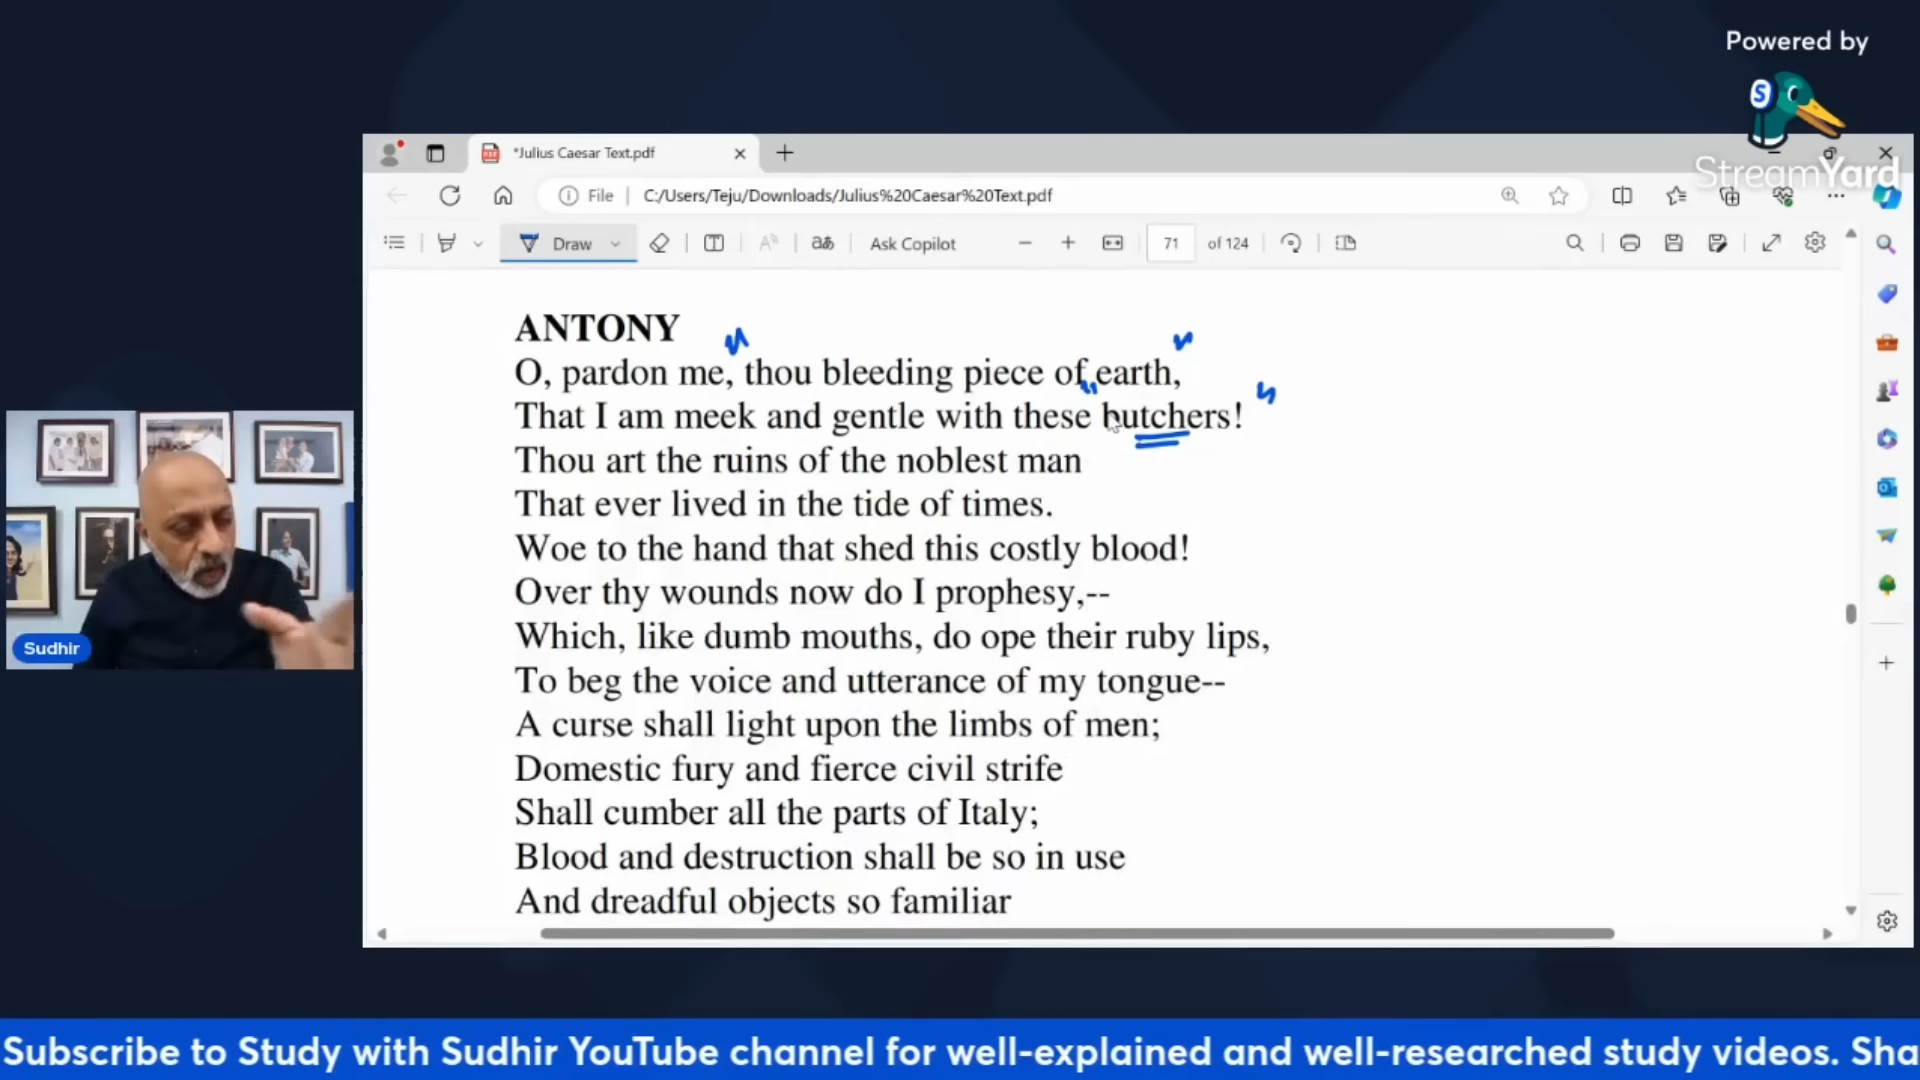 Powered by
StreamYard
*Julius Caesar Text.pdf
File
C:/Users/Teju/Downloads/Julius%20Caesar%20Text.pdf
Draw
Ask Copilot
71 of 124
ANTONY
O, pardon me, thou bleeding piece of earth,
That I am meek and gentle with these butchers!
Thou art the ruins of the noblest man
That ever lived in the tide of times.
Woe to the hand that shed this costly blood!
Over thy wounds now do I prophesy,--
Which, like dumb mouths, do ope their ruby lips,
To beg the voice and utterance of my tongue--
A curse shall light upon the limbs of men;
Domestic fury and fierce civil strife
Shall cumber all the parts of Italy;
Blood and destruction shall be so in use
And dreadful objects so familiar
Sudhir
Subscribe to Study with Sudhir YouTube channel for well-explained and well-researched study videos. Sha